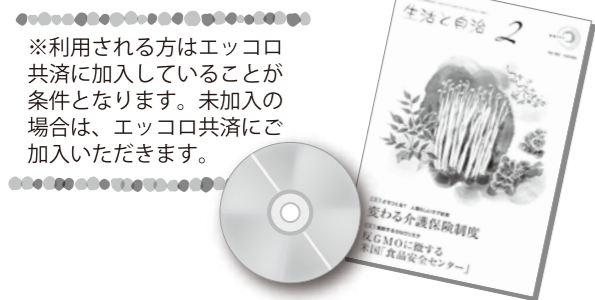 ※利用される方はエッコロ
共済に加入していることが
条件となります。未加入の
場合は、エッコロ共済にご
加入いただきます。
生活と自治 2
変わる介護保険制度
反GMOに徹する
米国「食品安全センター」